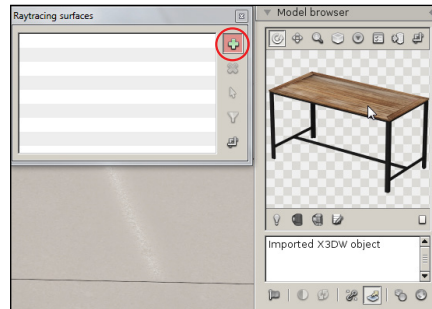 Raytracing surfaces
Model browser
Imported X3DW object